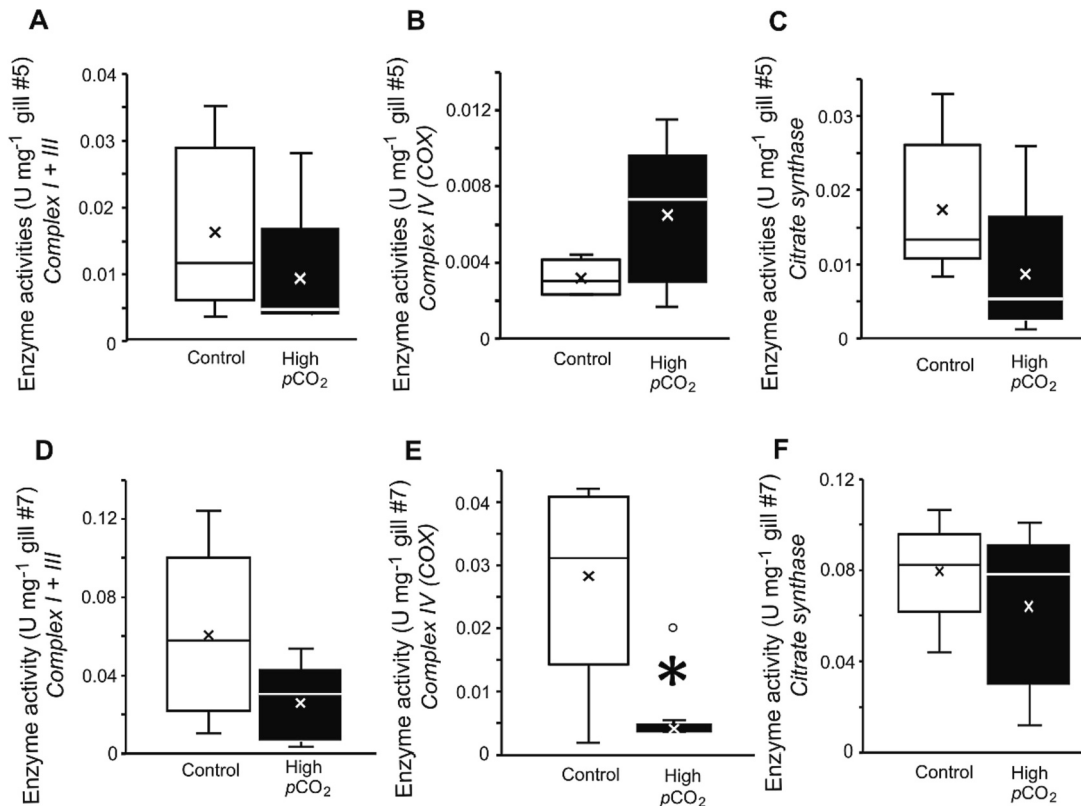 A
Enzyme activities (U mg⁻¹ gill #5)
Complex I + III
0.04
0.03
0.02
0.01
0
Control
High
pCO₂
B
Enzyme activities (U mg⁻¹ gill #5)
Complex IV (COX)
0.012
0.008
0.004
0
Control
High
pCO₂
C
Enzyme activities (U mg⁻¹ gill #5)
Citrate synthase
0.03
0.02
0.01
0
Control
High
pCO₂
D
Enzyme activity (U mg⁻¹ gill #7)
Complex I + III
0.12
0.08
0.04
0
Control
High
pCO₂
E
Enzyme activity (U mg⁻¹ gill #7)
Complex IV (COX)
0.04
0.03
0.02
0.01
0
*
Control
High
pCO₂
F
Enzyme activity (U mg⁻¹ gill #7)
Citrate synthase
0.12
0.08
0.04
0
Control
High
pCO₂